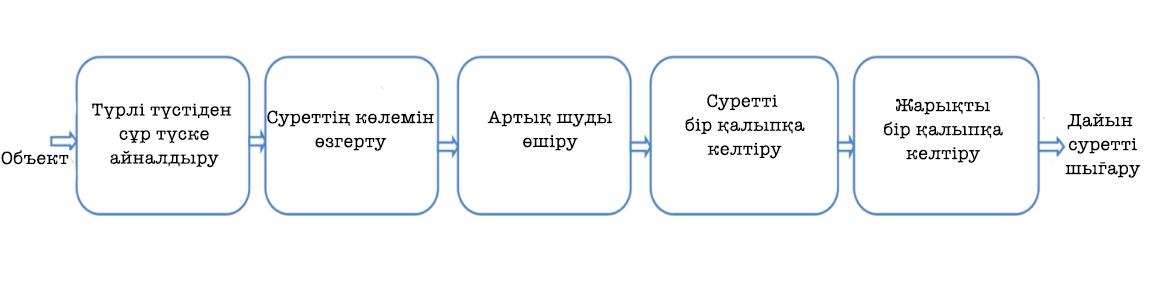 Объект
Түрлі түстіден
сұр түске
айналдыру
Суреттің көлемін
өзгерту
Артық шуды
өшіру
Суретті
бір қалыпқа
келтіру
Жарықты
бір қалыпқа
келтіру
Дайын
суретті
шығару